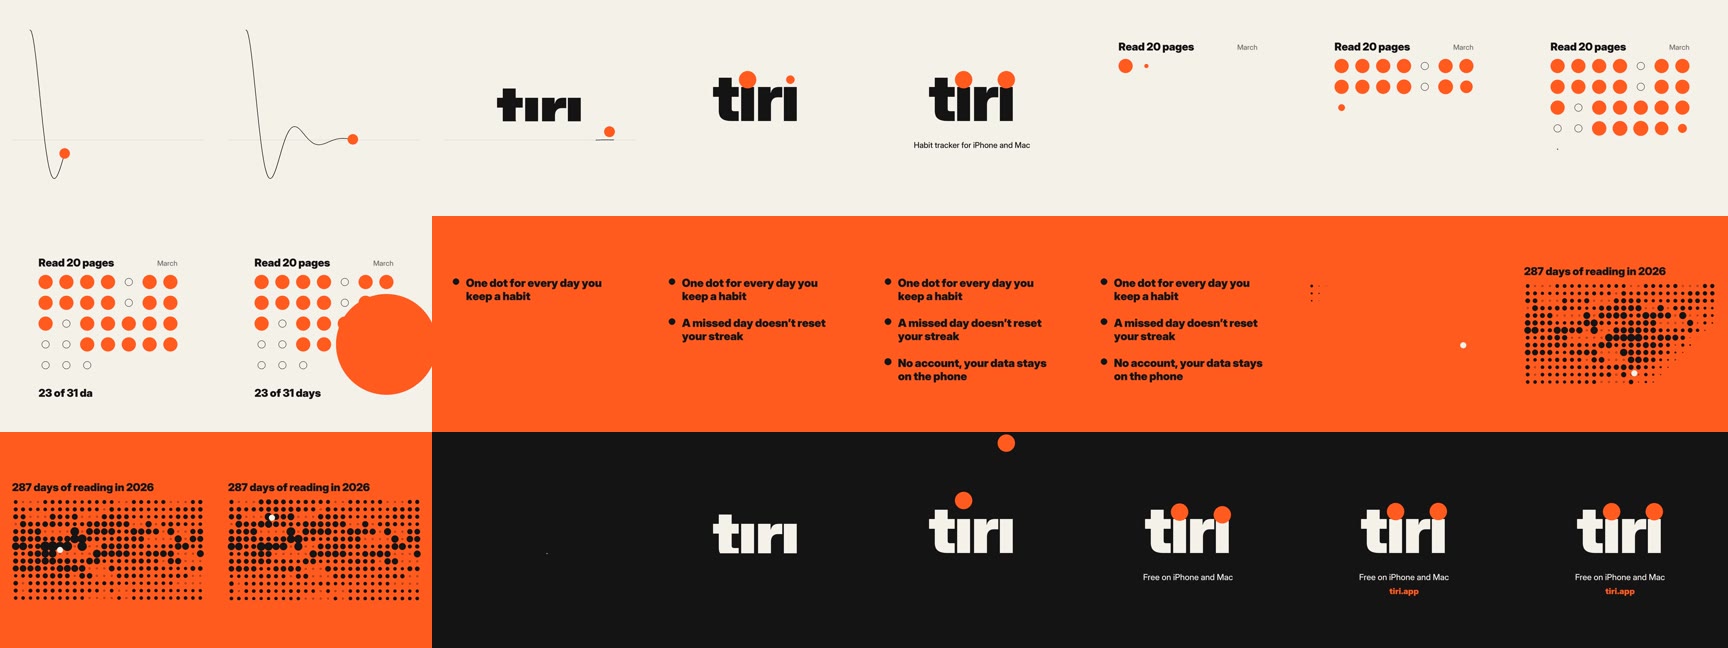 tırı
tiri
tiri
Habit tracker for iPhone and Mac
Read 20 pages March
Read 20 pages March
Read 20 pages March
Read 20 pages March
23 of 31 da
Read 20 pages March
23 of 31 days
One dot for every day you
keep a habit
One dot for every day you
keep a habit
A missed day doesn’t reset
your streak
One dot for every day you
keep a habit
A missed day doesn’t reset
your streak
No account, your data stays
on the phone
One dot for every day you
keep a habit
A missed day doesn’t reset
your streak
No account, your data stays
on the phone
287 days of reading in 2026
287 days of reading in 2026
287 days of reading in 2026
tırı
tiri
tiri
Free on iPhone and Mac
tiri
Free on iPhone and Mac
tiri.app
tiri
Free on iPhone and Mac
tiri.app